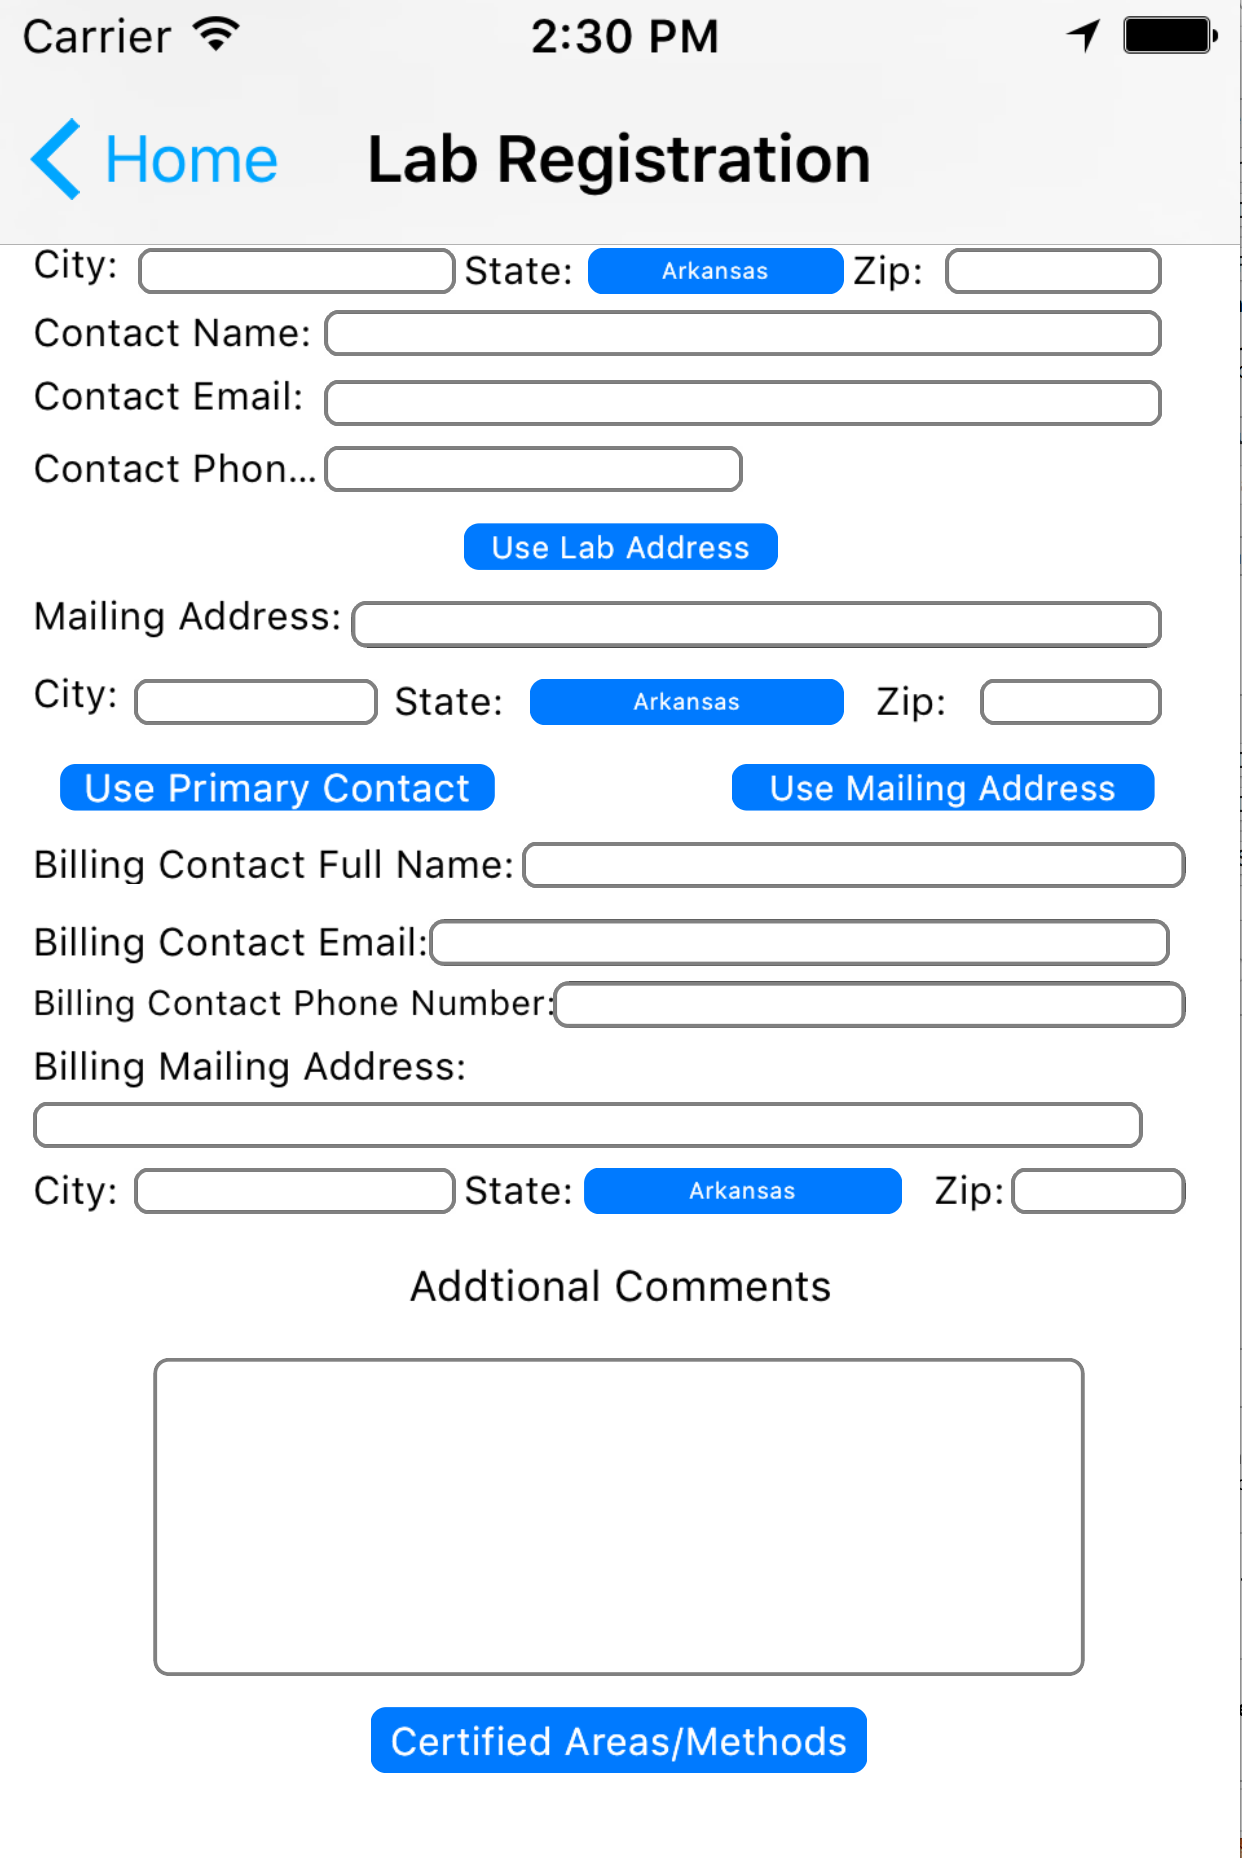 Carrier 2:30 PM
Home Lab Registration
City: State: Arkansas Zip:
Contact Name:
Contact Email:
Contact Phon...
Use Lab Address
Mailing Address:
City: State: Arkansas Zip:
Use Primary Contact Use Mailing Address
Billing Contact Full Name:
Billing Contact Email:
Billing Contact Phone Number:
Billing Mailing Address:
City: State: Arkansas Zip:
Addtional Comments
Certified Areas/Methods